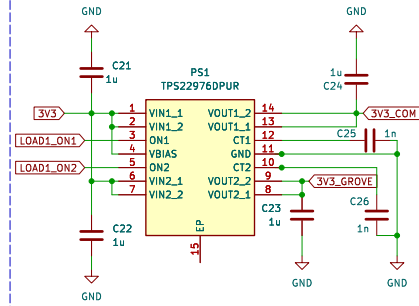 GND
GND
PS1
TPS22976DPUR
C21
1u
1u
C24
3V3
1
VIN1_1
VOUT1_2
14
3V3_COM
2
VIN1_2
VOUT1_1
13
LOAD1_ON1
3
ON1
CT1
12
C25
1n
4
VBIAS
GND
11
LOAD1_ON2
5
ON2
CT2
10
6
VIN2_1
VOUT2_2
9
3V3_GROVE
7
VIN2_2
VOUT2_1
8
C22
1u
EP
15
C23
1u
C26
1n
GND
GND
GND